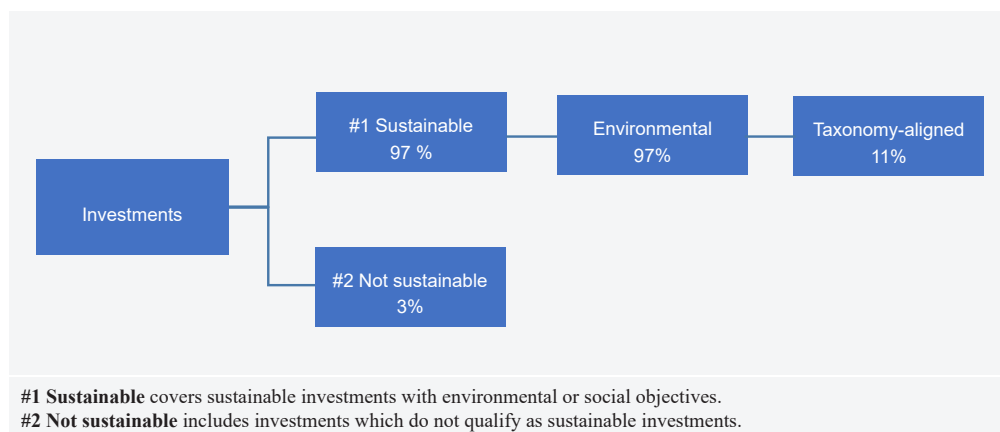 #1 Sustainable
97 %
Environmental
97%
Taxonomy-aligned
11%
Investments
#2 Not sustainable
3%
#1 Sustainable covers sustainable investments with environmental or social objectives.
#2 Not sustainable includes investments which do not qualify as sustainable investments.